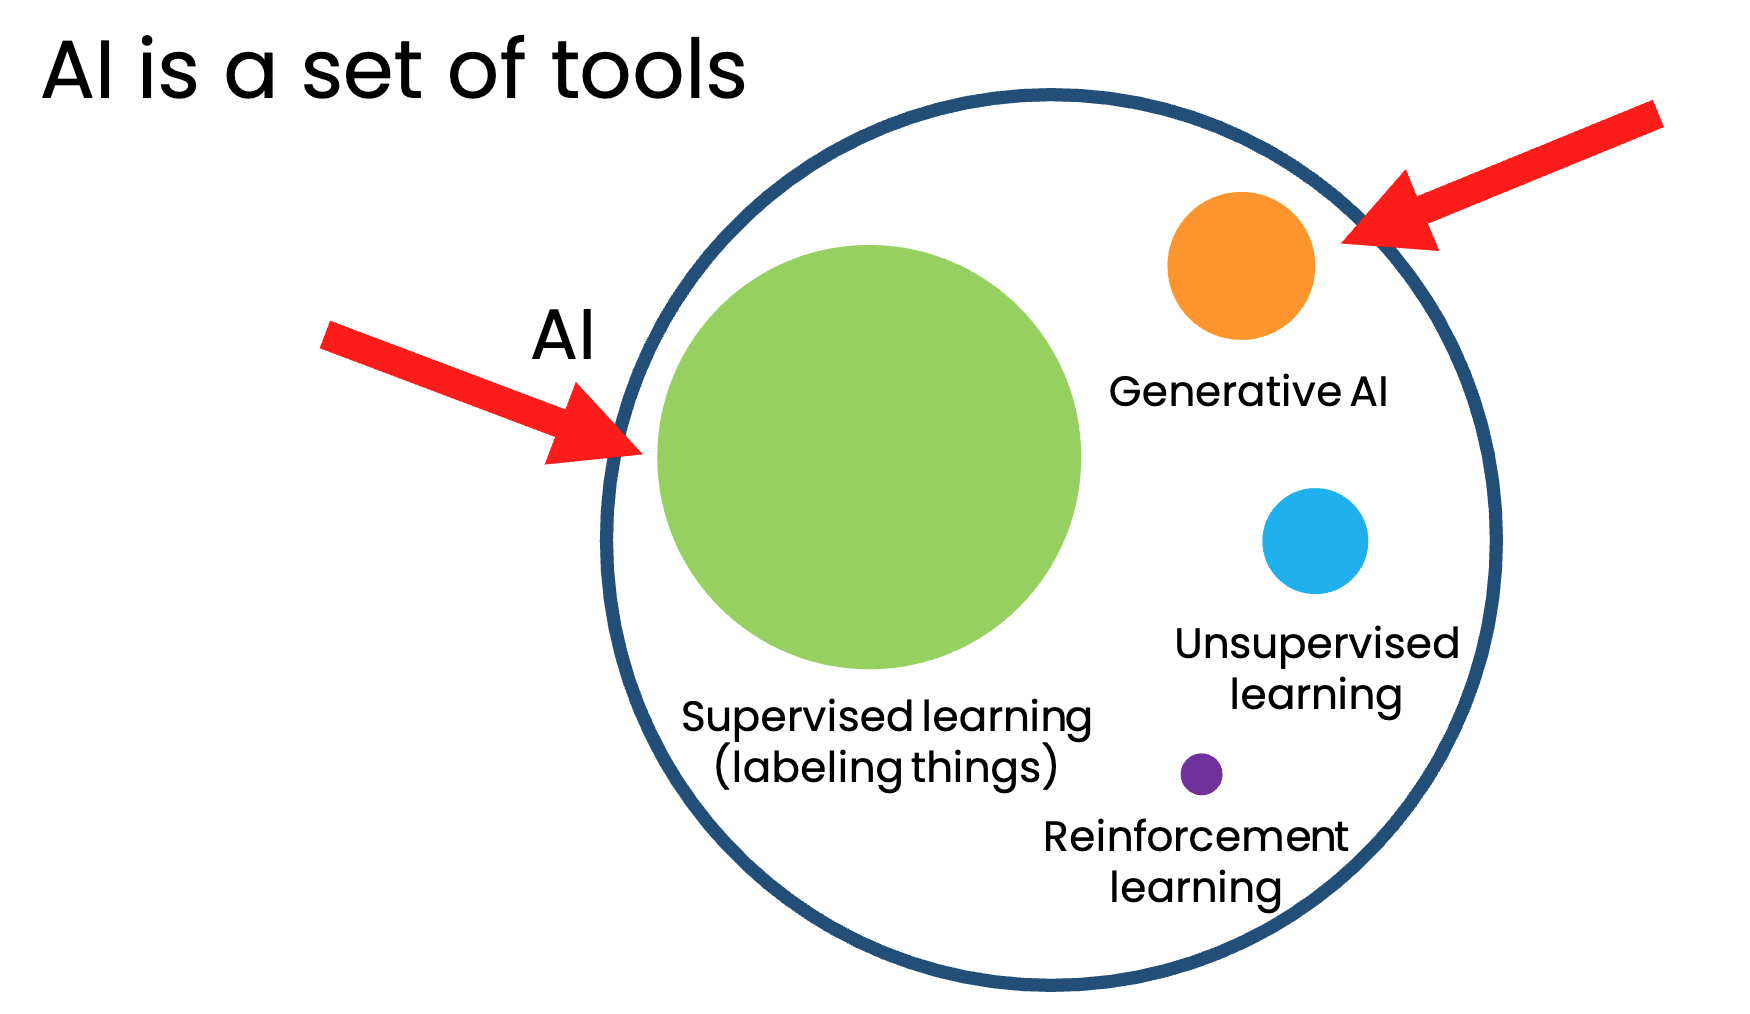 AI is a set of tools
AI
Generative AI
Unsupervised
learning
Supervised learning
(labeling things)
Reinforcement
learning